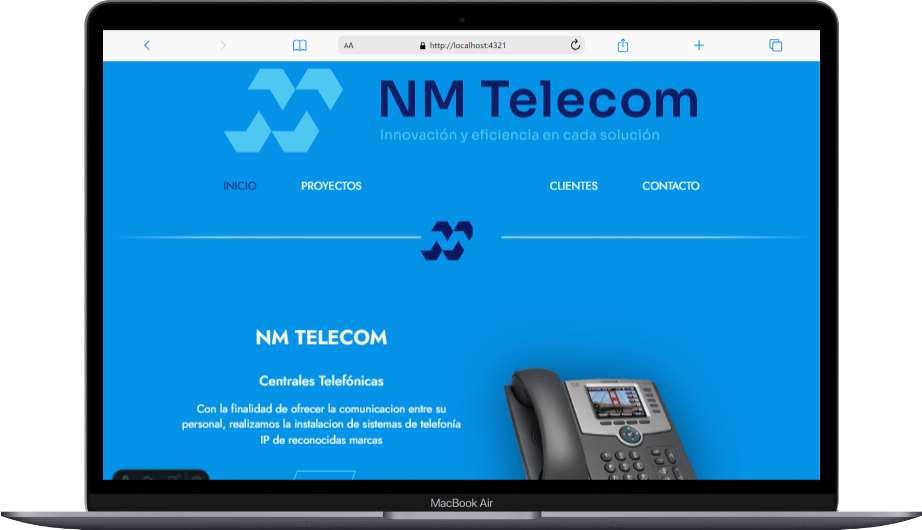 AA http://localhost:4321
NM Telecom
Innovación y eficiencia en cada solución
INICIO PROYECTOS CLIENTES CONTACTO
NM TELECOM
Centrales Telefónicas
Con la finalidad de ofrecer la comunicacion entre su
personal, realizamos la instalacion de sistemas de telefonía
IP de reconocidas marcas
MacBook Air